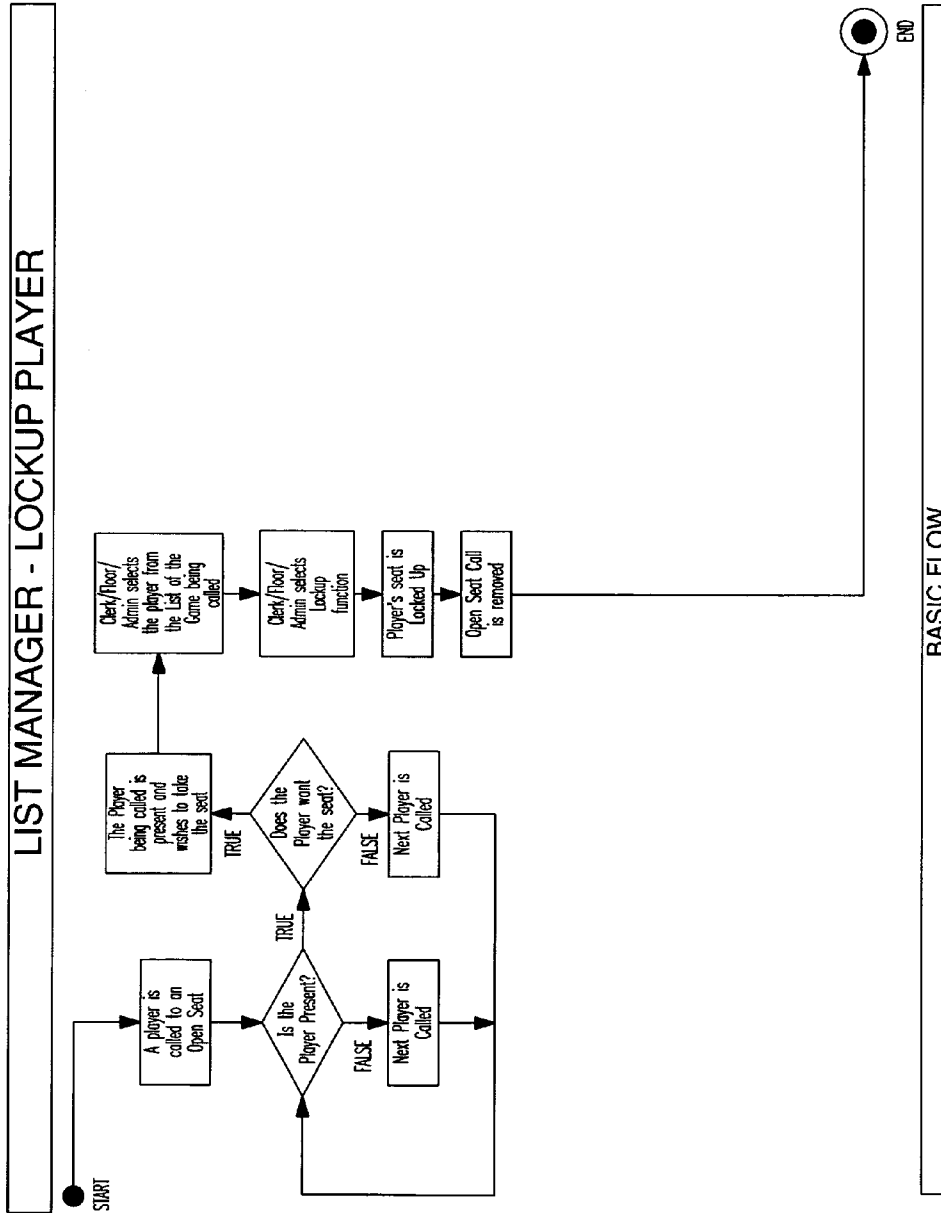 LIST MANAGER - LOCKUP PLAYER
START
A player is
called to an
Open Seat
Is the
Player Present?
TRUE
FALSE
Next Player is
Called
The Player
being called is
present and
wishes to take
the seat
TRUE
Does the
Player want
the seat?
FALSE
Next Player is
Called
Clerk/Floor/
Admin selects
the player from
the List of the
Game being
called
Clerk/Floor/
Admin selects
Lockup
function
Player's seat is
Locked Up
Open Seat Call
is removed
END
BASIC FLOW